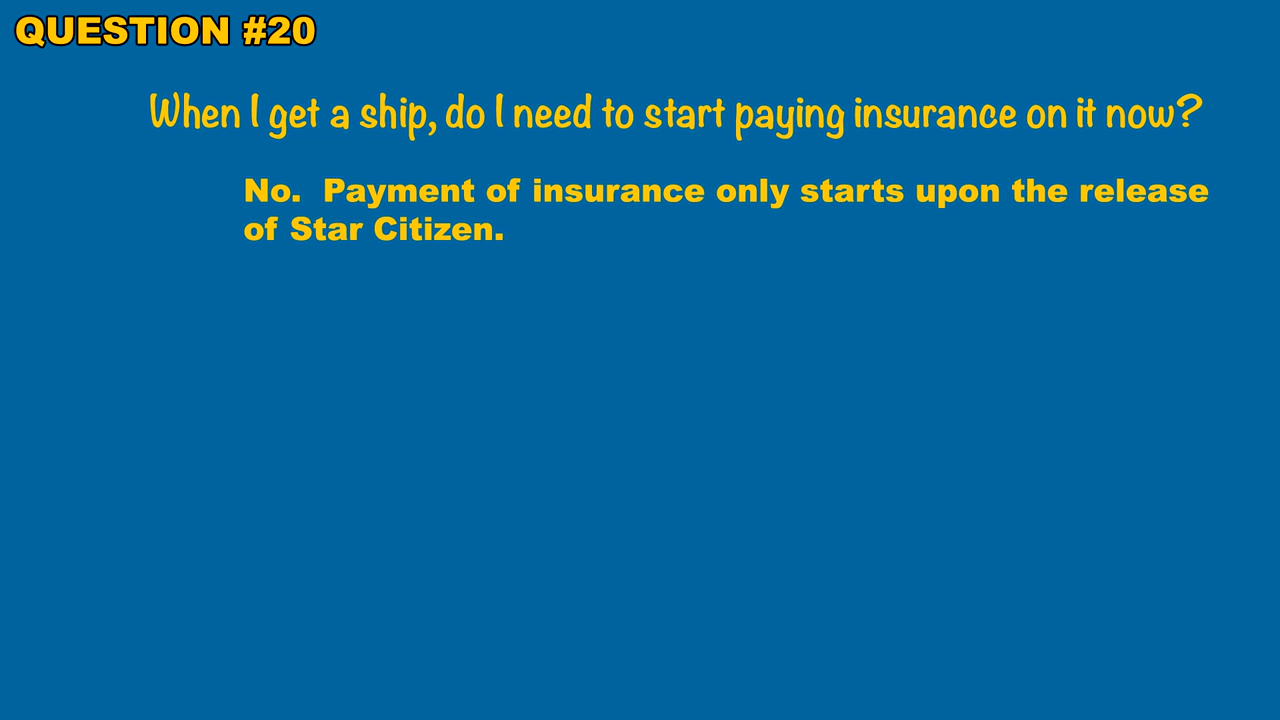 QUESTION #20
When I get a ship, do I need to start paying insurance on it now?
No.  Payment of insurance only starts upon the release
of Star Citizen.